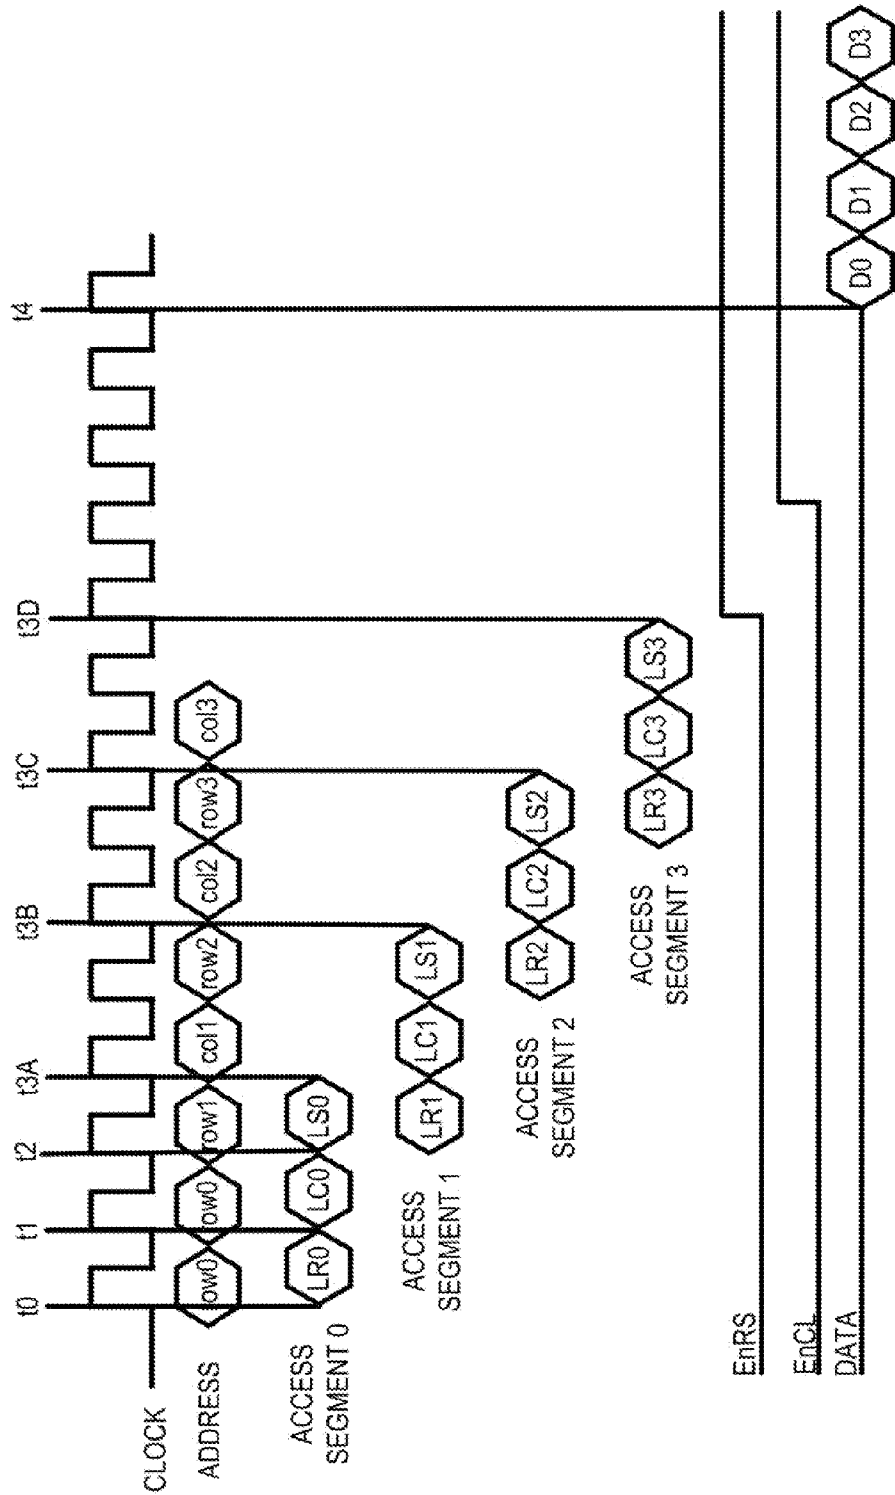 t0 t1 t2 t3A t3B t3C t3D t4
CLOCK
ADDRESS row0 row0 row1 col1 row2 col2 row3 col3
ACCESS
SEGMENT 0
LR0 LC0 LS0
ACCESS
SEGMENT 1
LR1 LC1 LS1
ACCESS
SEGMENT 2
LR2 LC2 LS2
ACCESS
SEGMENT 3
LR3 LC3 LS3
EnRS
EnCL
DATA D0 D1 D2 D3